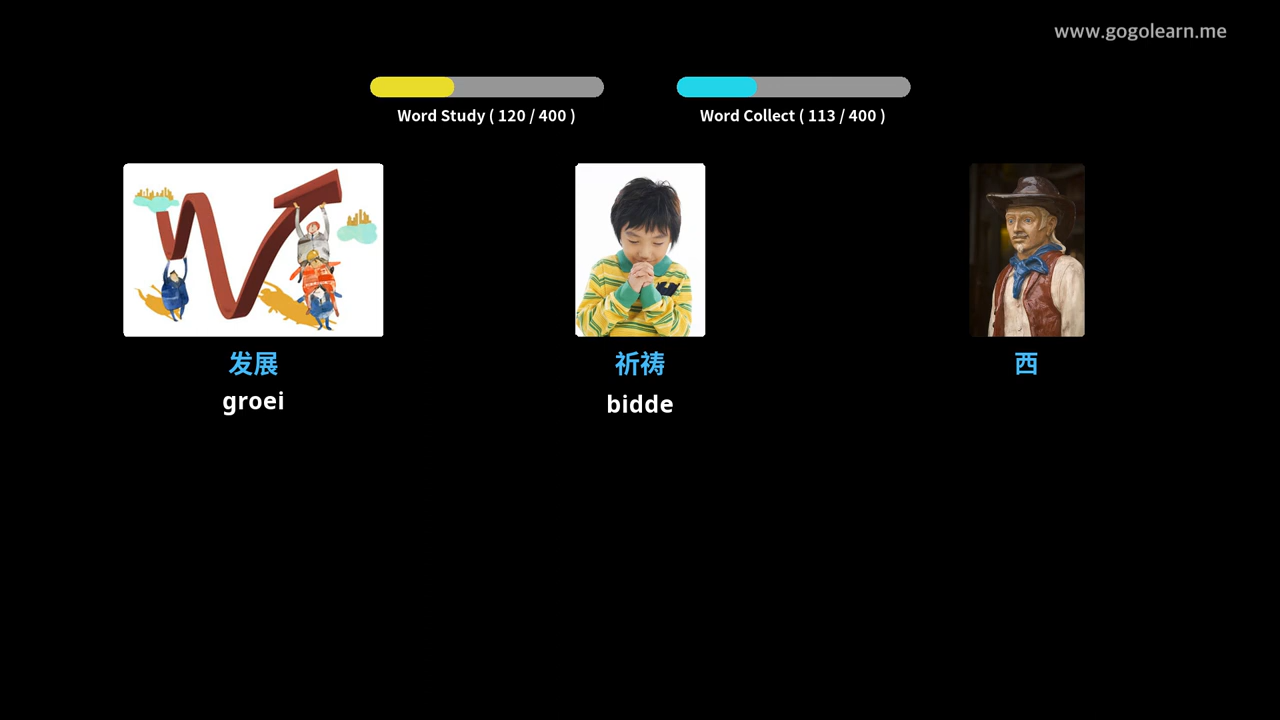 www.gogolearn.me
Word Study ( 120 / 400 )
Word Collect ( 113 / 400 )
发展
祈祷
西
groei
bidde